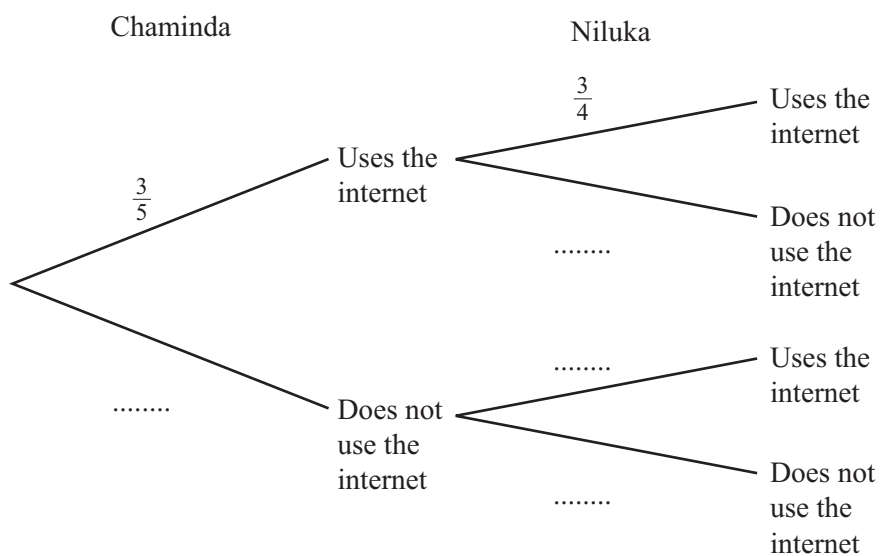 Chaminda
Niluka
3/5
Uses the
internet
3/4
Uses the
internet
Does not
use the
internet
........
........
Does not
use the
internet
........
Uses the
internet
........
Does not
use the
internet